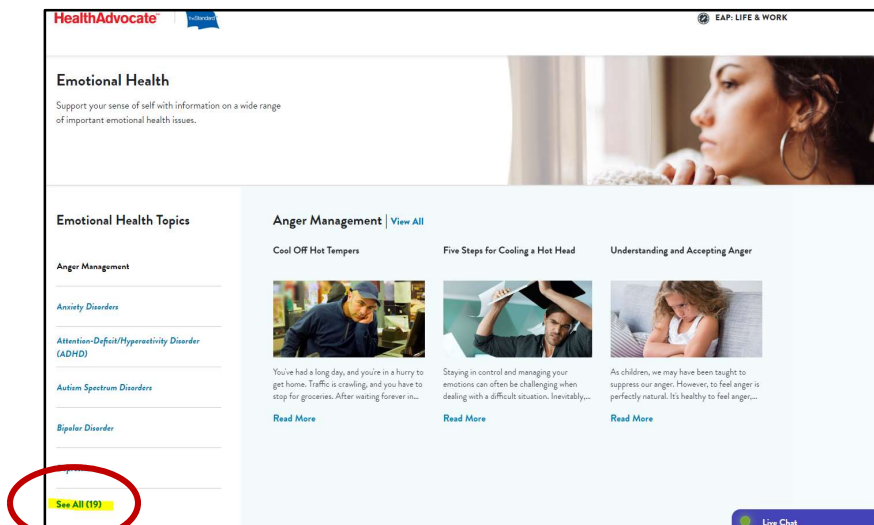 HealthAdvocate™
The Standard
EAP: LIFE & WORK
Emotional Health
Support your sense of self with information on a wide range
of important emotional health issues.
Emotional Health Topics
Anger Management
Anxiety Disorders
Attention-Deficit/Hyperactivity Disorder
(ADHD)
Autism Spectrum Disorders
Bipolar Disorder
See All (19)
Anger Management | View All
Cool Off Hot Tempers
You've had a long day, and you're in a hurry to
get home. Traffic is crawling, and you have to
stop for groceries. After waiting forever in...
Read More
Five Steps for Cooling a Hot Head
Staying in control and managing your
emotions can often be challenging when
dealing with a difficult situation. Inevitably,...
Read More
Understanding and Accepting Anger
As children, we may have been taught to
suppress our anger. However, to feel anger is
perfectly natural. It's healthy to feel anger,...
Read More
Live Chat